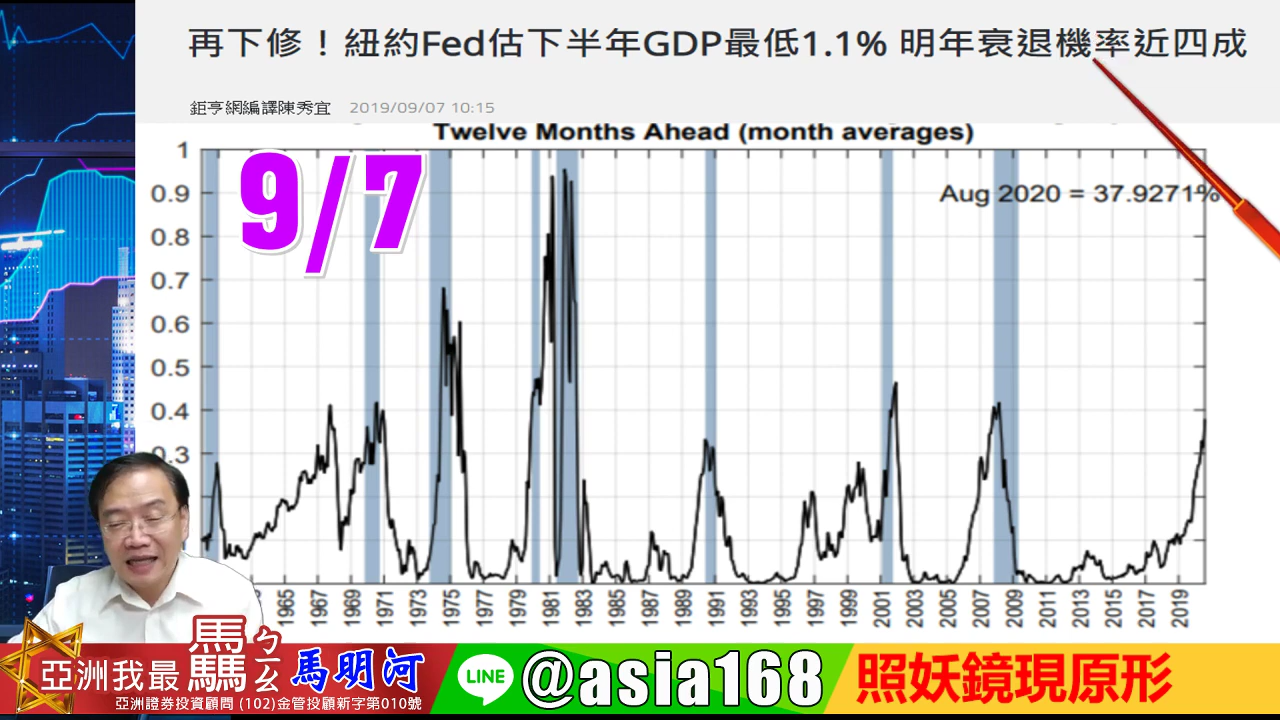 再下修！紐約Fed估下半年GDP最低1.1% 明年衰退機率近四成
鉅亨網編譯陳秀宜 2019/09/07 10:15
Twelve Months Ahead (month averages)
9/7
Aug 2020 = 37.9271%
1
0.9
0.8
0.7
0.6
0.5
0.4
0.3
1965 1967 1969 1971 1973 1975 1977 1979 1981 1983 1985 1987 1989 1991 1993 1995 1997 1999 2001 2003 2005 2007 2009 2011 2013 2015 2017 2019
亞洲我最驫ㄅㄧㄠ 馬明河
亞洲證券投資顧問 (102)金管投顧新字第010號
LINE @asia168
照妖鏡現原形